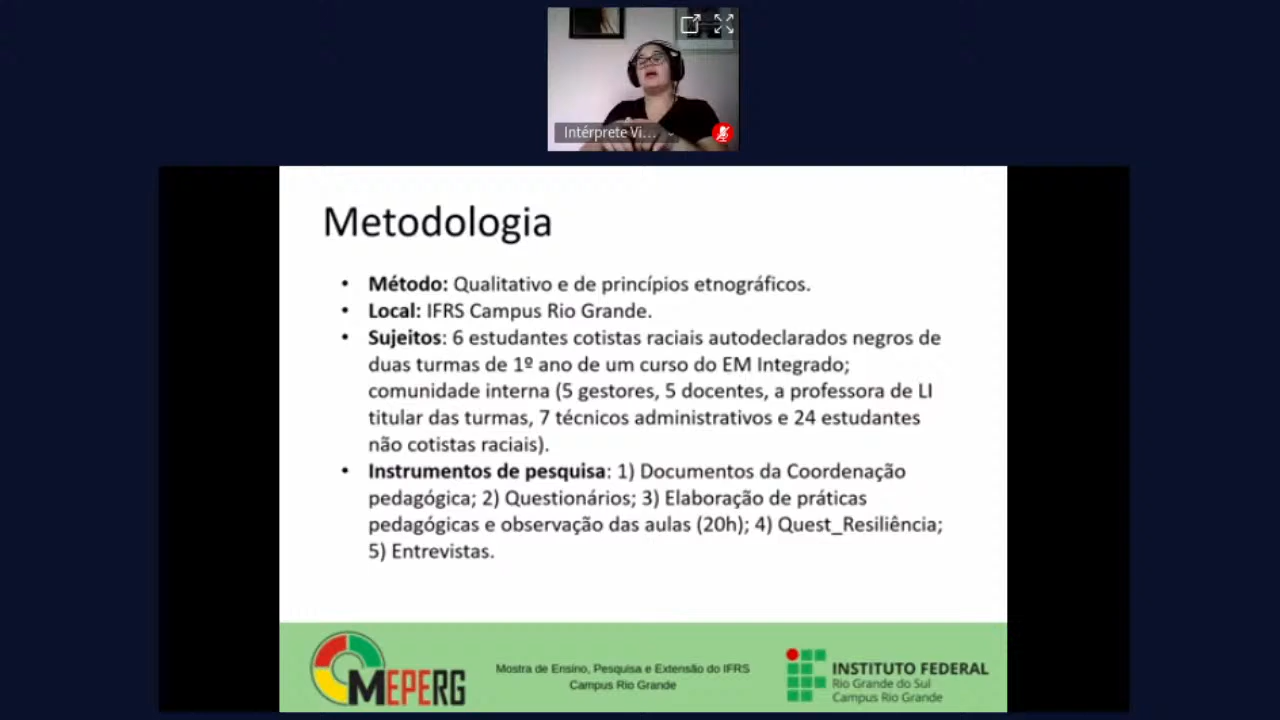 Intérprete Vi...
Metodologia
• Método: Qualitativo e de princípios etnográficos.
• Local: IFRS Campus Rio Grande.
• Sujeitos: 6 estudantes cotistas raciais autodeclarados negros de
duas turmas de 1º ano de um curso do EM Integrado;
comunidade interna (5 gestores, 5 docentes, a professora de LI
titular das turmas, 7 técnicos administrativos e 24 estudantes
não cotistas raciais).
• Instrumentos de pesquisa: 1) Documentos da Coordenação
pedagógica; 2) Questionários; 3) Elaboração de práticas
pedagógicas e observação das aulas (20h); 4) Quest_Resiliência;
5) Entrevistas.
MEPERG
Mostra de Ensino, Pesquisa e Extensão do IFRS
Campus Rio Grande
INSTITUTO FEDERAL
Rio Grande do Sul
Campus Rio Grande